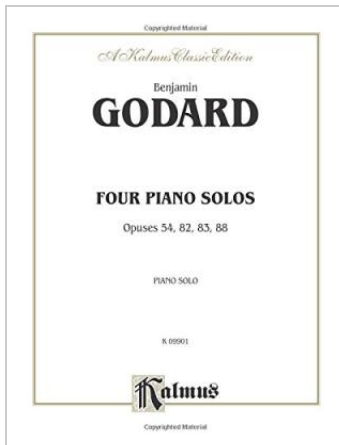 Copyrighted Material
A Kalmus Classic Edition
Benjamin
GODARD
FOUR PIANO SOLOS
Opuses 54, 82, 83, 88
PIANO SOLO
K 09901
Kalmus
Copyrighted Material